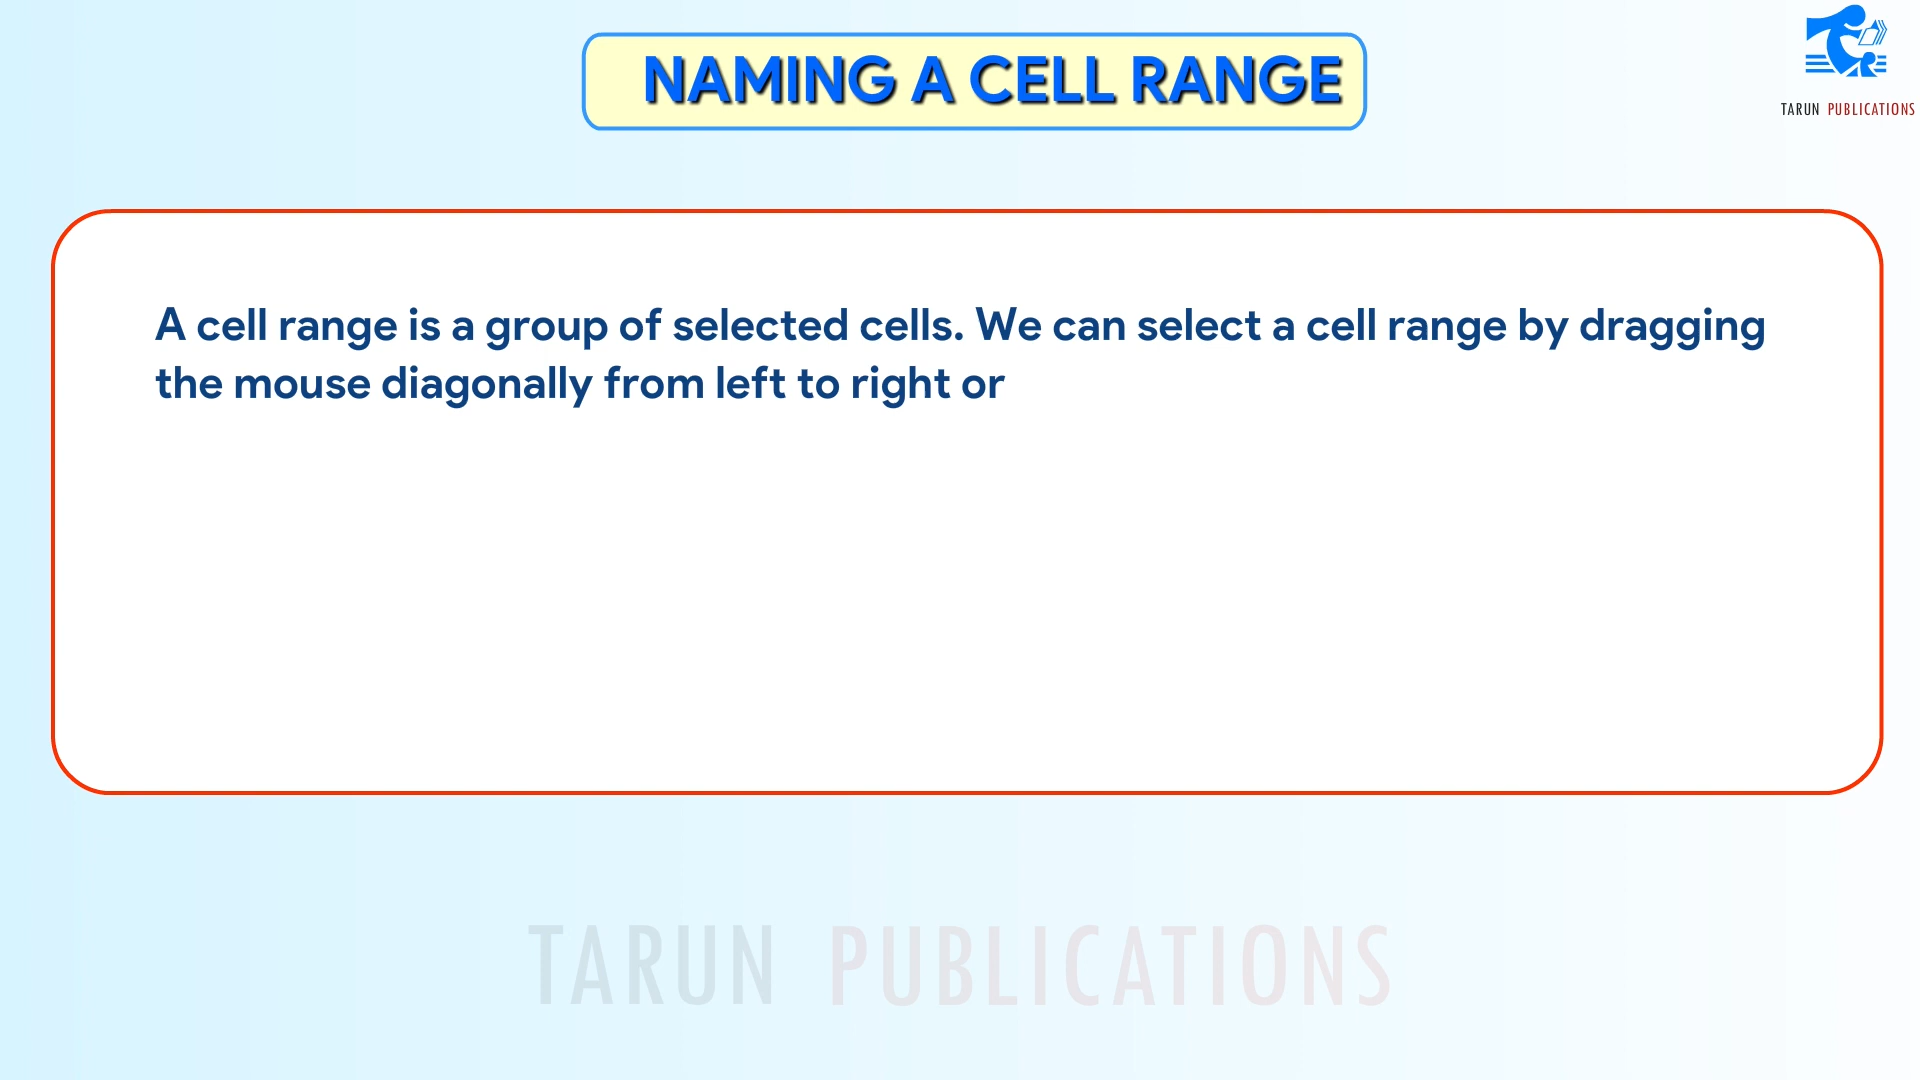 NAMING A CELL RANGE
TARUN PUBLICATIONS
A cell range is a group of selected cells. We can select a cell range by dragging
the mouse diagonally from left to right or
TARUN PUBLICATIONS